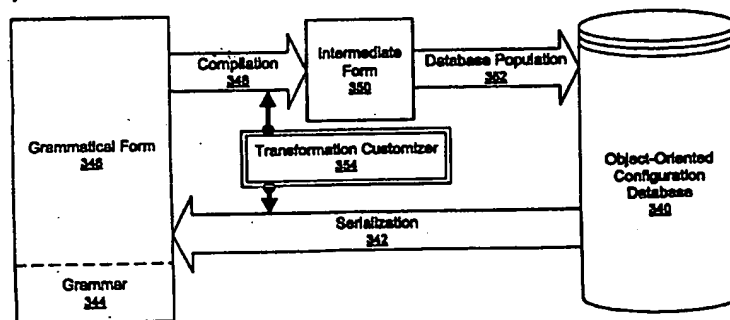 Compilation
348
Intermediate
Form
350
Database Population
352
Grammatical Form
346
Transformation Customizer
354
Object-Oriented
Configuration
Database
340
Serialization
342
Grammar
344